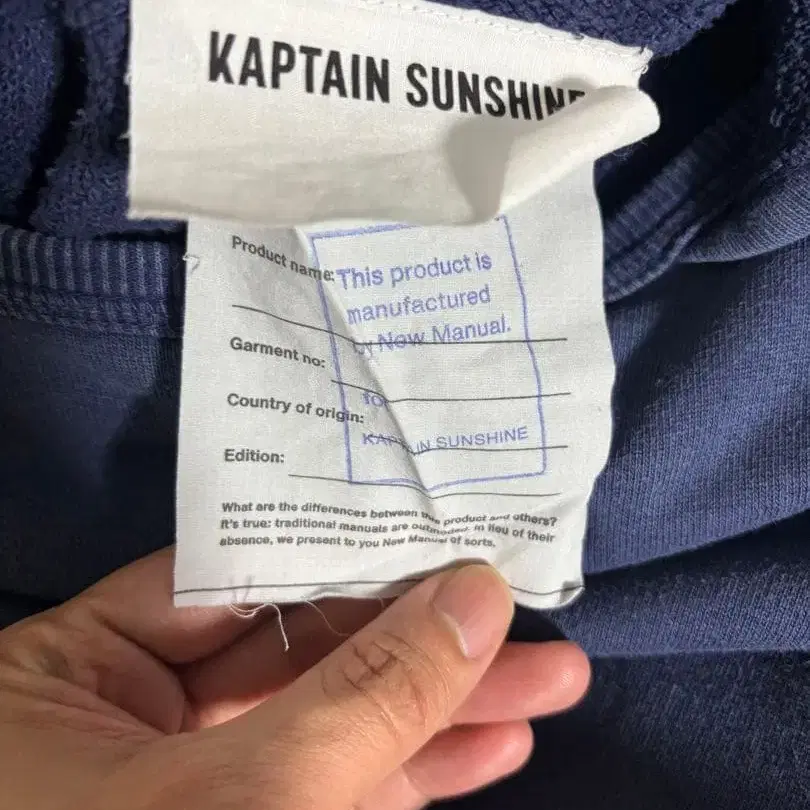 KAPTAIN SUNSHINE
Product name:
This product is
manufactured
by New Manual.
Garment no:
for
Country of origin:
KAPTAIN SUNSHINE
Edition:
What are the differences between this product and others?
It's true: traditional manuals are outmoded. In lieu of their
absence, we present to you New Manual of sorts.